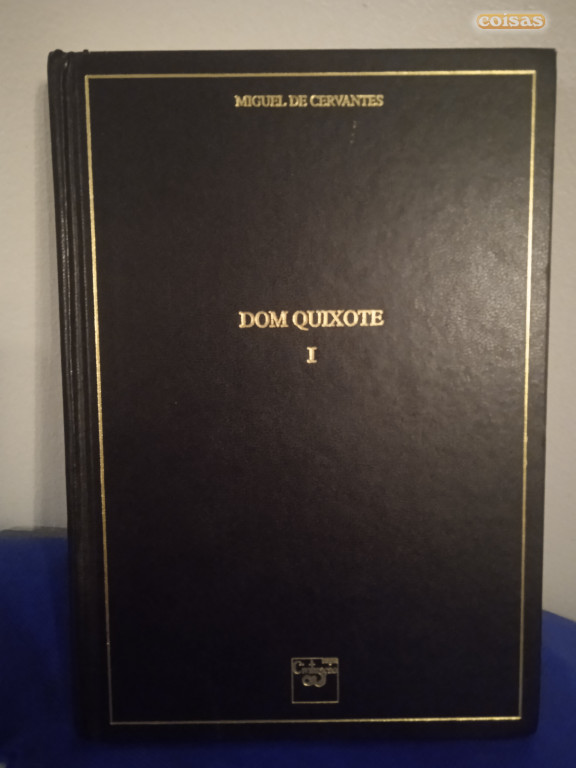 coisas
MIGUEL DE CERVANTES
DOM QUIXOTE
I